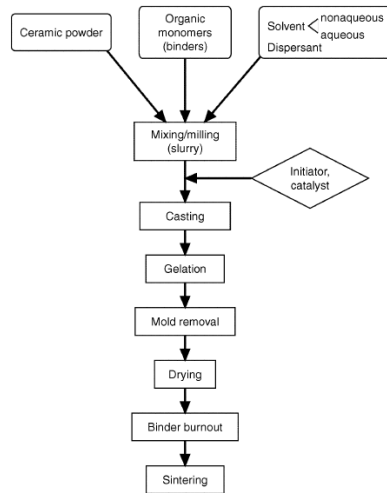 Ceramic powder
Organic
monomers
(binders)
Solvent
nonaqueous
aqueous
Dispersant
Mixing/milling
(slurry)
Initiator,
catalyst
Casting
Gelation
Mold removal
Drying
Binder burnout
Sintering